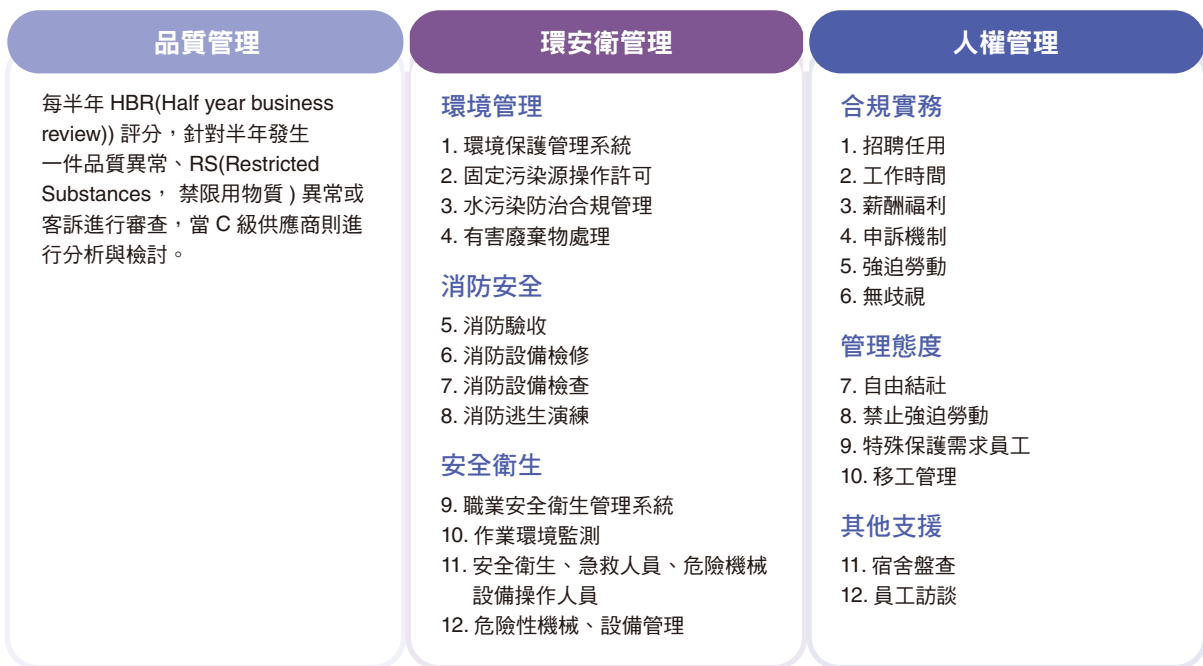 品質管理
每半年 HBR(Half year business
review)) 評分，針對半年發生
一件品質異常、RS(Restricted
Substances， 禁限用物質 ) 異常或
客訴進行審查，當 C 級供應商則進
行分析與檢討。
環安衛管理
環境管理
1. 環境保護管理系統
2. 固定污染源操作許可
3. 水污染防治合規管理
4. 有害廢棄物處理
消防安全
5. 消防驗收
6. 消防設備檢修
7. 消防設備檢查
8. 消防逃生演練
安全衛生
9. 職業安全衛生管理系統
10. 作業環境監測
11. 安全衛生、急救人員、危險機械
設備操作人員
12. 危險性機械、設備管理
人權管理
合規實務
1. 招聘任用
2. 工作時間
3. 薪酬福利
4. 申訴機制
5. 強迫勞動
6. 無歧視
管理態度
7. 自由結社
8. 禁止強迫勞動
9. 特殊保護需求員工
10. 移工管理
其他支援
11. 宿舍盤查
12. 員工訪談